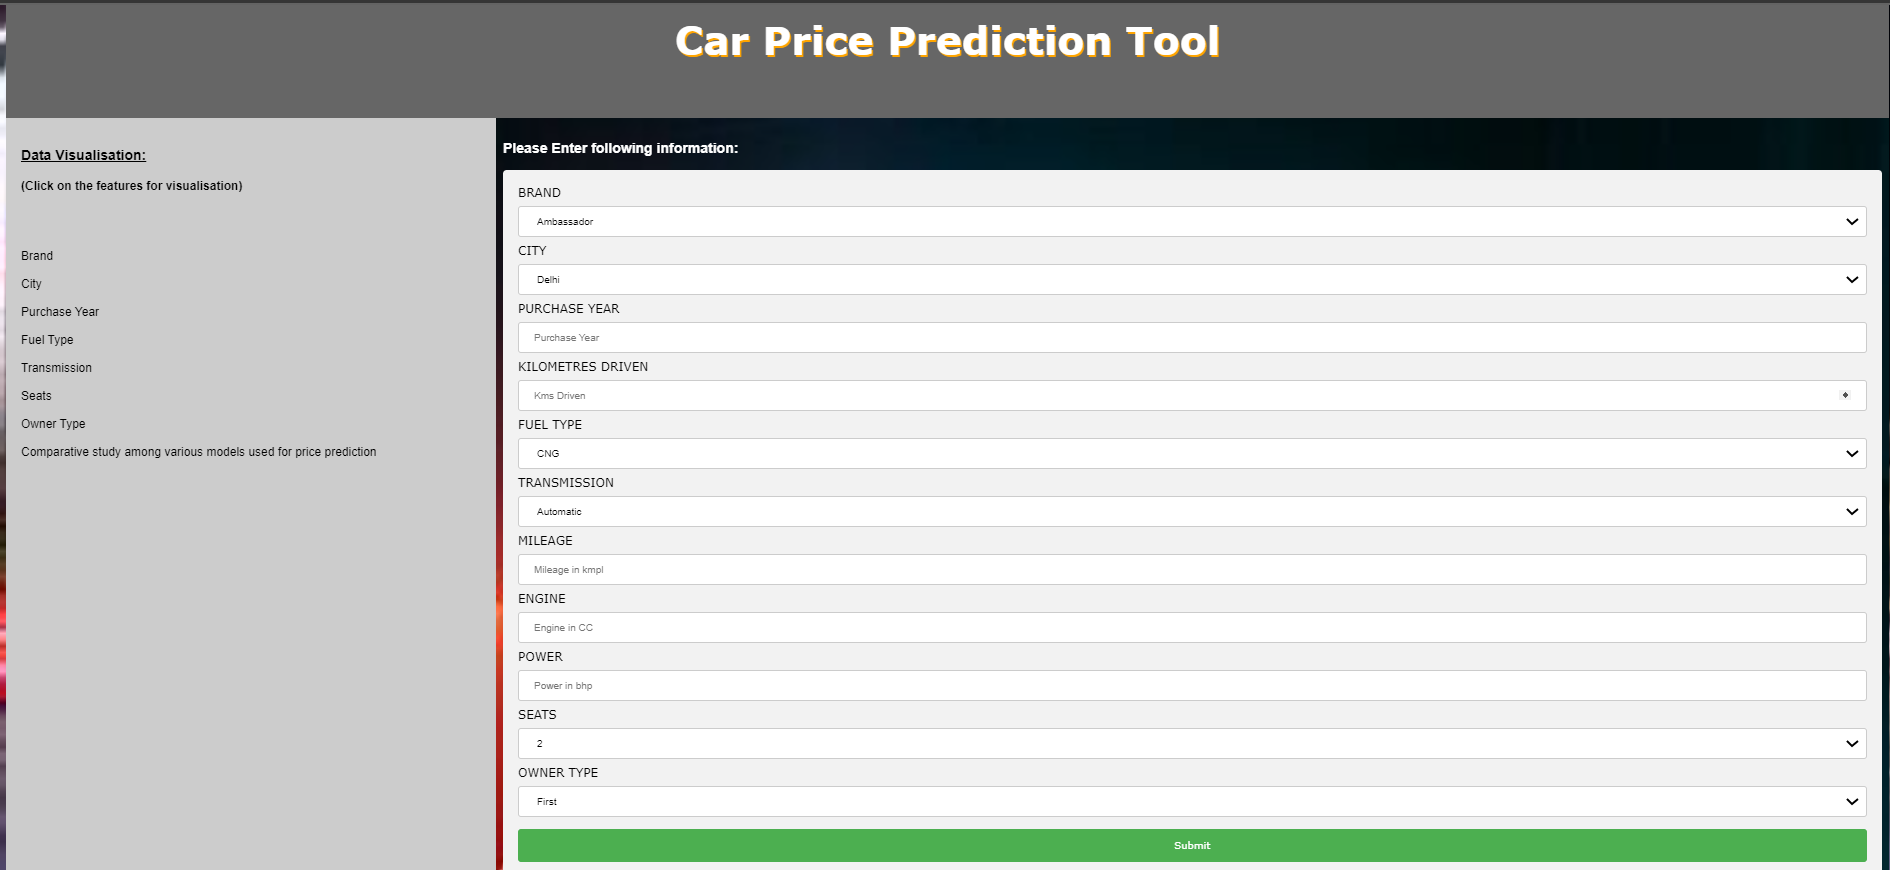 Car Price Prediction Tool
Data Visualisation:
(Click on the features for visualisation)
Brand
City
Purchase Year
Fuel Type
Transmission
Seats
Owner Type
Comparative study among various models used for price prediction
Please Enter following information:
BRAND
Ambassador
CITY
Delhi
PURCHASE YEAR
Purchase Year
KILOMETRES DRIVEN
Kms Driven
FUEL TYPE
CNG
TRANSMISSION
Automatic
MILEAGE
Mileage in kmpl
ENGINE
Engine in CC
POWER
Power in bhp
SEATS
2
OWNER TYPE
First
Submit